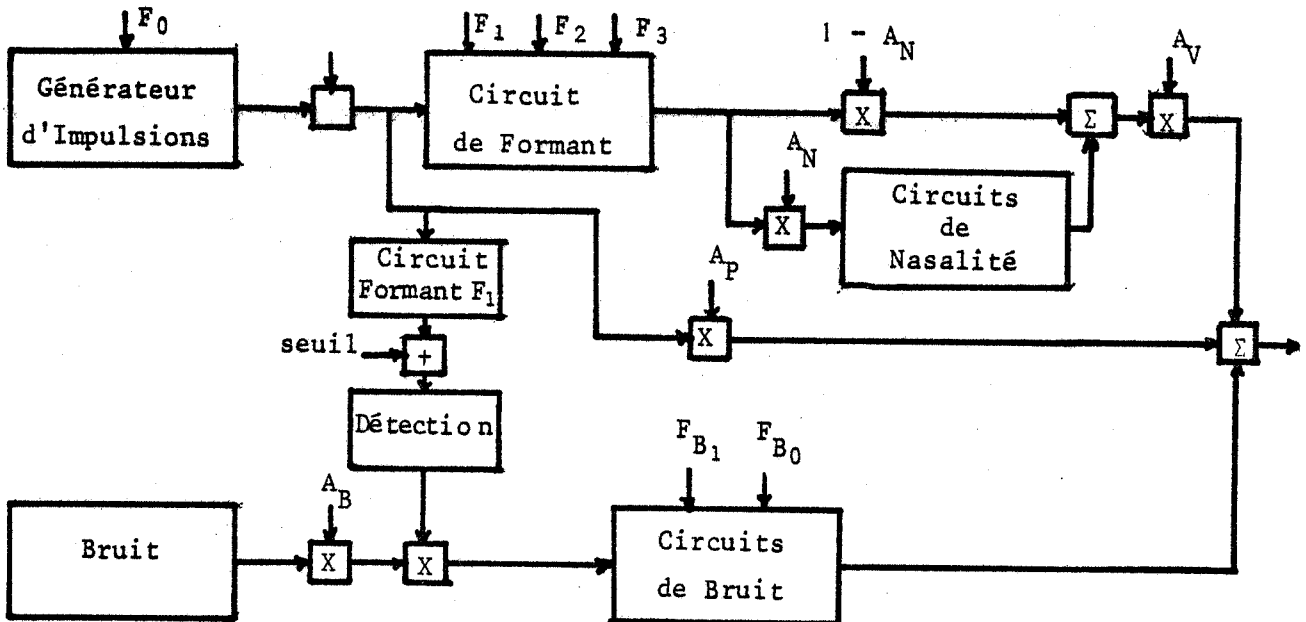 F0
F1 F2 F3
1 - AN
AV
Générateur
d'Impulsions
Circuit
de Formant
X
Σ
X
AN
X
Circuits
de
Nasalité
Circuit
Formant F1
AP
X
Σ
seuil
+
Détection
FB1
FB0
AB
Bruit
X
X
Circuits
de Bruit